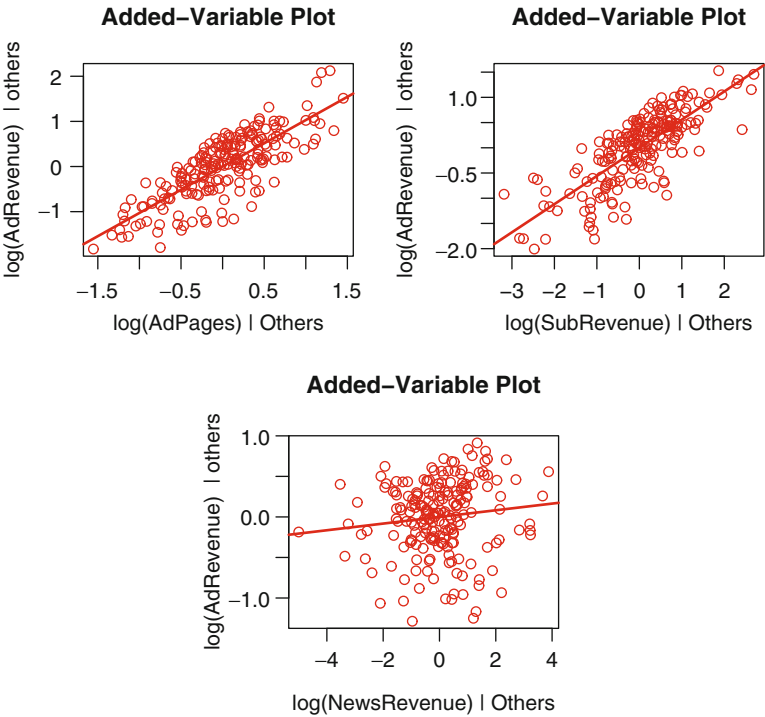 Added−Variable Plot
log(AdRevenue) | others
2
1
0
−1
−1.5
−0.5
0.5
1.5
log(AdPages) | Others
Added−Variable Plot
log(AdRevenue) | others
1.0
−0.5
−2.0
−3
−2
−1
0
1
2
log(SubRevenue) | Others
Added−Variable Plot
log(AdRevenue) | others
1.0
0.0
−1.0
−4
−2
0
2
4
log(NewsRevenue) | Others